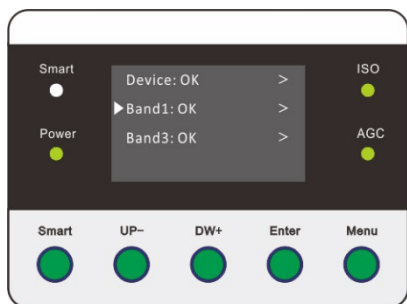 Smart
ISO
Device: OK >
Band1: OK >
Band3: OK >
Power
AGC
Smart UP− DW+ Enter Menu